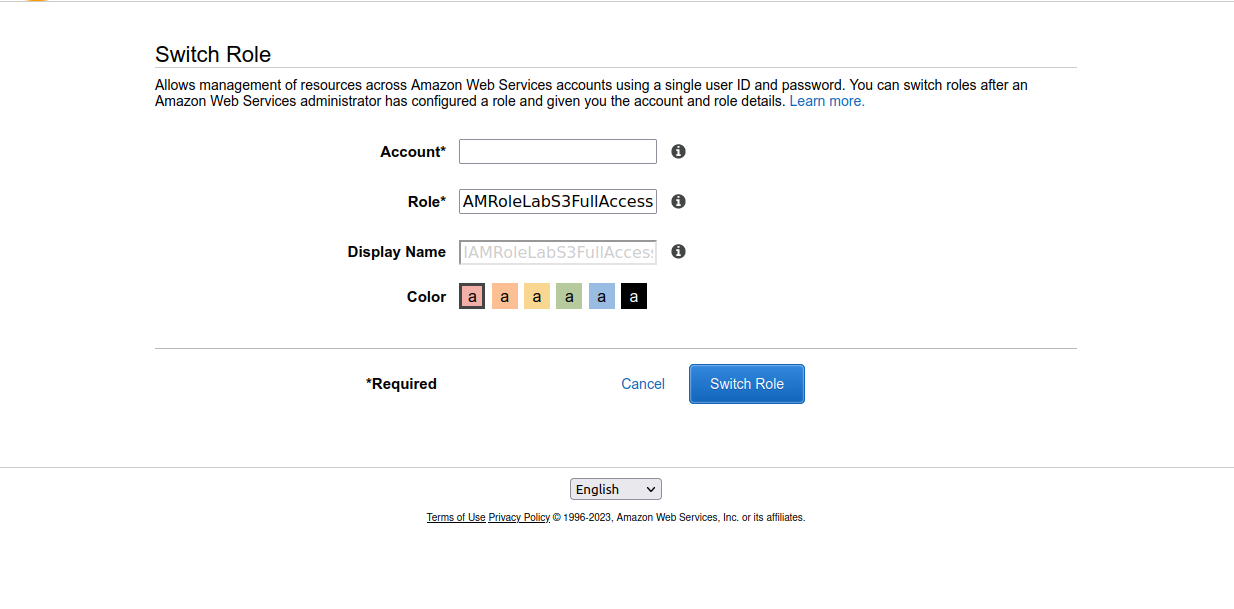 Switch Role
Allows management of resources across Amazon Web Services accounts using a single user ID and password. You can switch roles after an
Amazon Web Services administrator has configured a role and given you the account and role details. Learn more.
Account*
Role* AMRoleLabS3FullAccess
Display Name IAMRoleLabS3FullAcces
Color a a a a a a
*Required Cancel Switch Role
English
Terms of Use Privacy Policy © 1996-2023, Amazon Web Services, Inc. or its affiliates.